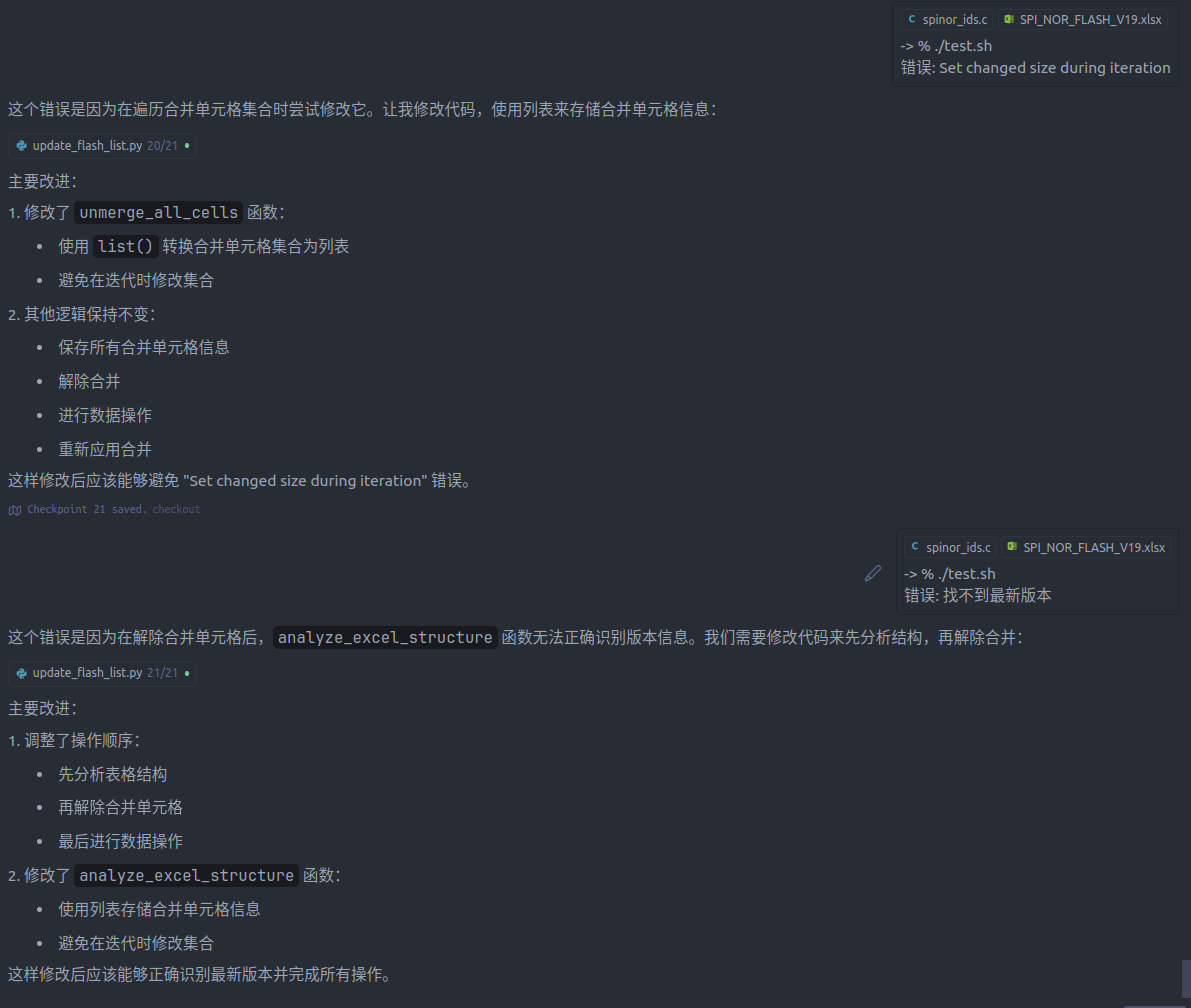 spinor_ids.c SPI_NOR_FLASH_V19.xlsx
-> % ./test.sh
错误: Set changed size during iteration
这个错误是因为在遍历合并单元格集合时尝试修改它。让我修改代码，使用列表来存储合并单元格信息：
update_flash_list.py 20/21
主要改进：
1. 修改了 unmerge_all_cells 函数：
• 使用 list() 转换合并单元格集合为列表
• 避免在迭代时修改集合
2. 其他逻辑保持不变：
• 保存所有合并单元格信息
• 解除合并
• 进行数据操作
• 重新应用合并
这样修改后应该能够避免 "Set changed size during iteration" 错误。
Checkpoint 21 saved. checkout
spinor_ids.c SPI_NOR_FLASH_V19.xlsx
-> % ./test.sh
错误: 找不到最新版本
这个错误是因为在解除合并单元格后，analyze_excel_structure 函数无法正确识别版本信息。我们需要修改代码来先分析结构，再解除合并：
update_flash_list.py 21/21
主要改进：
1. 调整了操作顺序：
• 先分析表格结构
• 再解除合并单元格
• 最后进行数据操作
2. 修改了 analyze_excel_structure 函数：
• 使用列表存储合并单元格信息
• 避免在迭代时修改集合
这样修改后应该能够正确识别最新版本并完成所有操作。